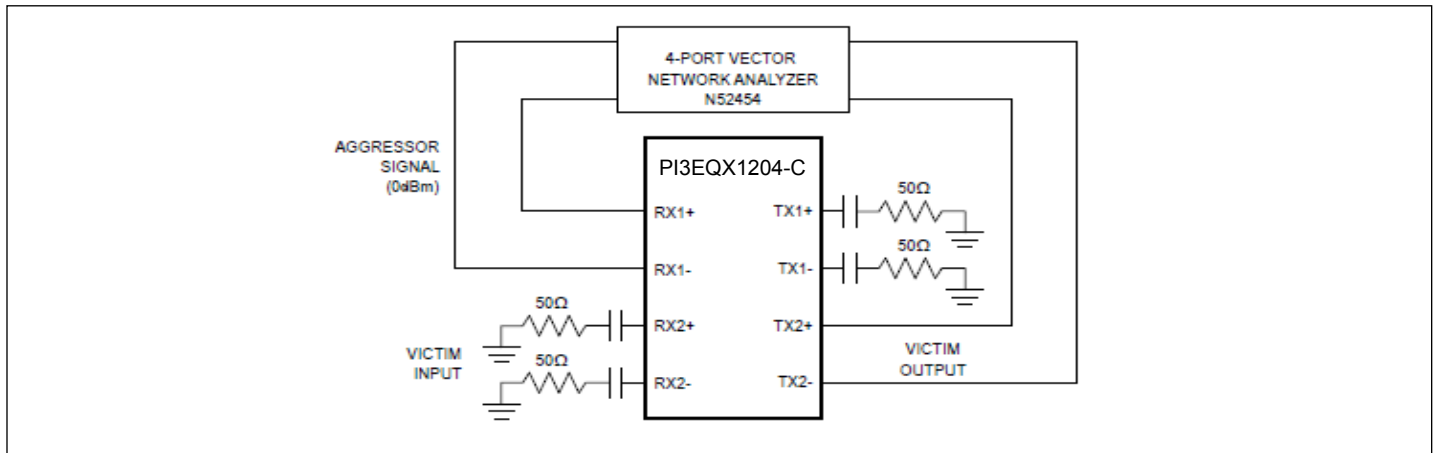 4-PORT VECTOR
NETWORK ANALYZER
N52454
AGGRESSOR
SIGNAL
(0dBm)
PI3EQX1204-C
RX1+
TX1+
50Ω
RX1-
TX1-
50Ω
50Ω
RX2+
TX2+
VICTIM
INPUT
50Ω
RX2-
TX2-
VICTIM
OUTPUT